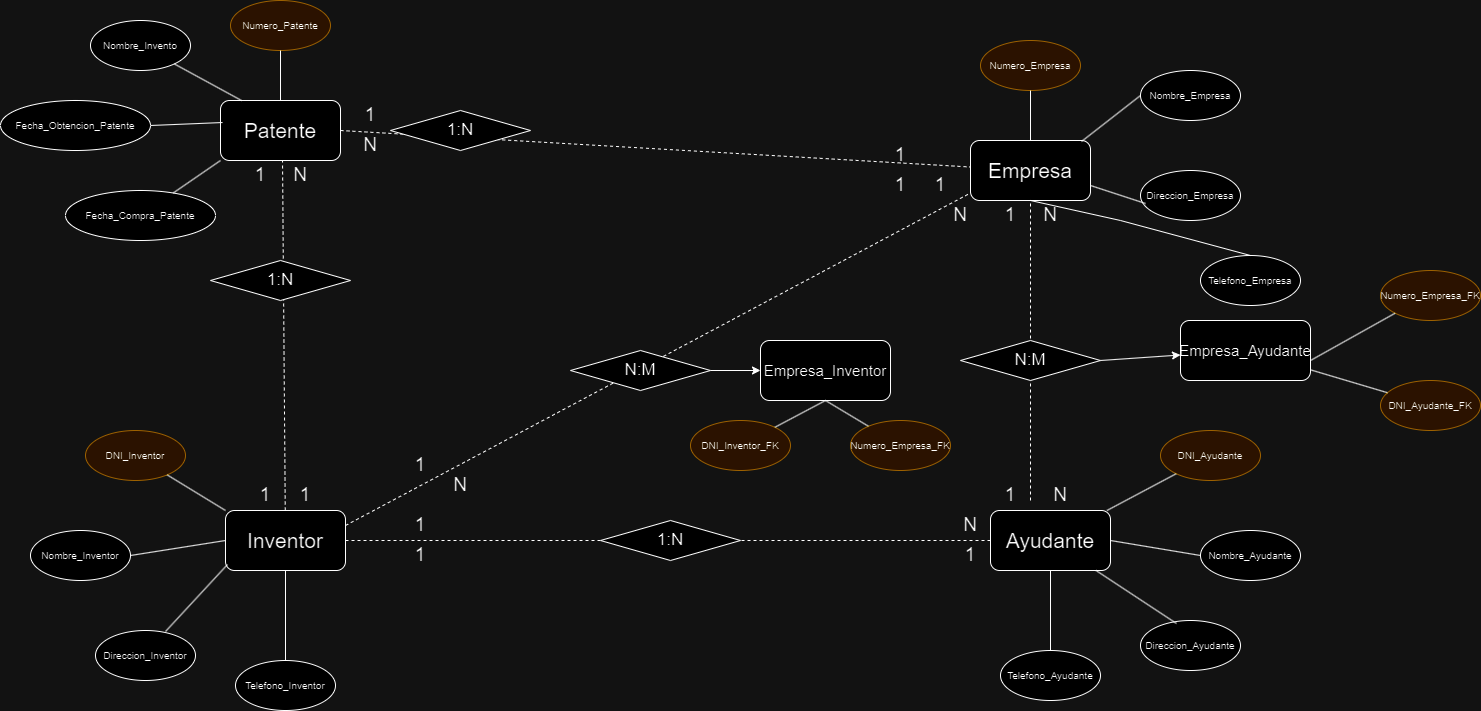 Numero_Patente
Nombre_Invento
Fecha_Obtencion_Patente
Patente
Fecha_Compra_Patente
1
N
1:N
1
1
1
N
Numero_Empresa
Nombre_Empresa
Empresa
Direccion_Empresa
Telefono_Empresa
1
N
1
N
1:N
1
1
N:M
Empresa_Inventor
DNI_Inventor_FK
Numero_Empresa_FK
N:M
Empresa_Ayudante
Numero_Empresa_FK
DNI_Ayudante_FK
1
N
1
N
DNI_Inventor
Nombre_Inventor
Inventor
Direccion_Inventor
Telefono_Inventor
1
1
1:N
N
1
DNI_Ayudante
Ayudante
Nombre_Ayudante
Direccion_Ayudante
Telefono_Ayudante